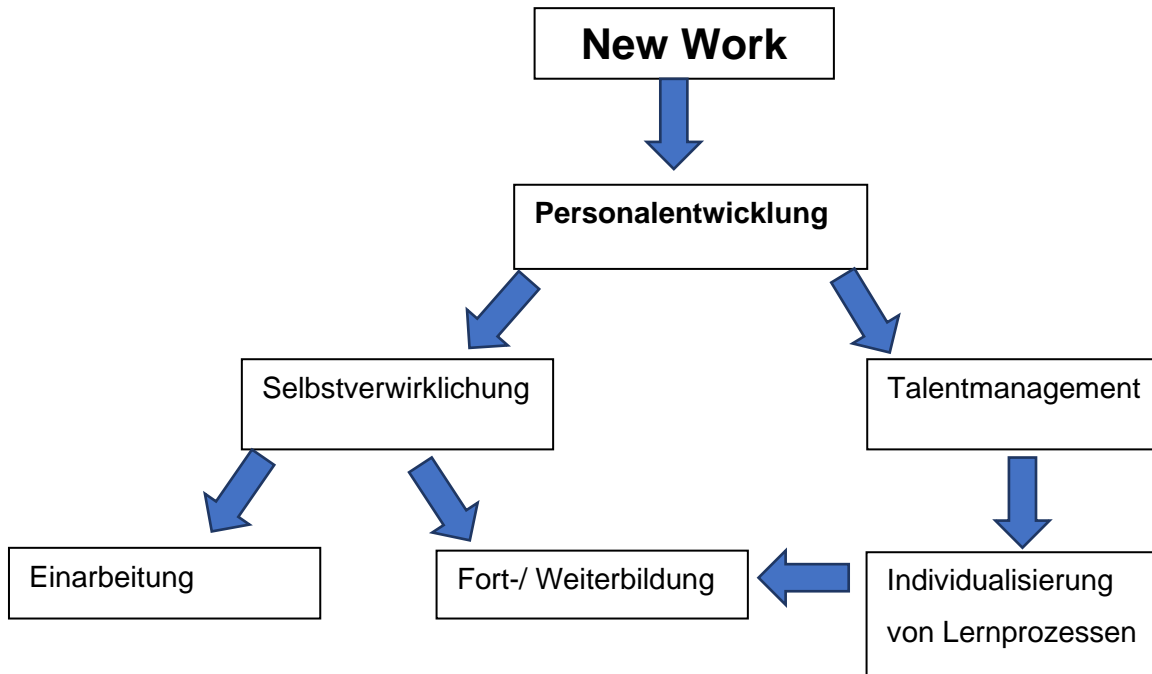 New Work
Personalentwicklung
Selbstverwirklichung
Talentmanagement
Einarbeitung
Fort-/ Weiterbildung
Individualisierung
von Lernprozessen